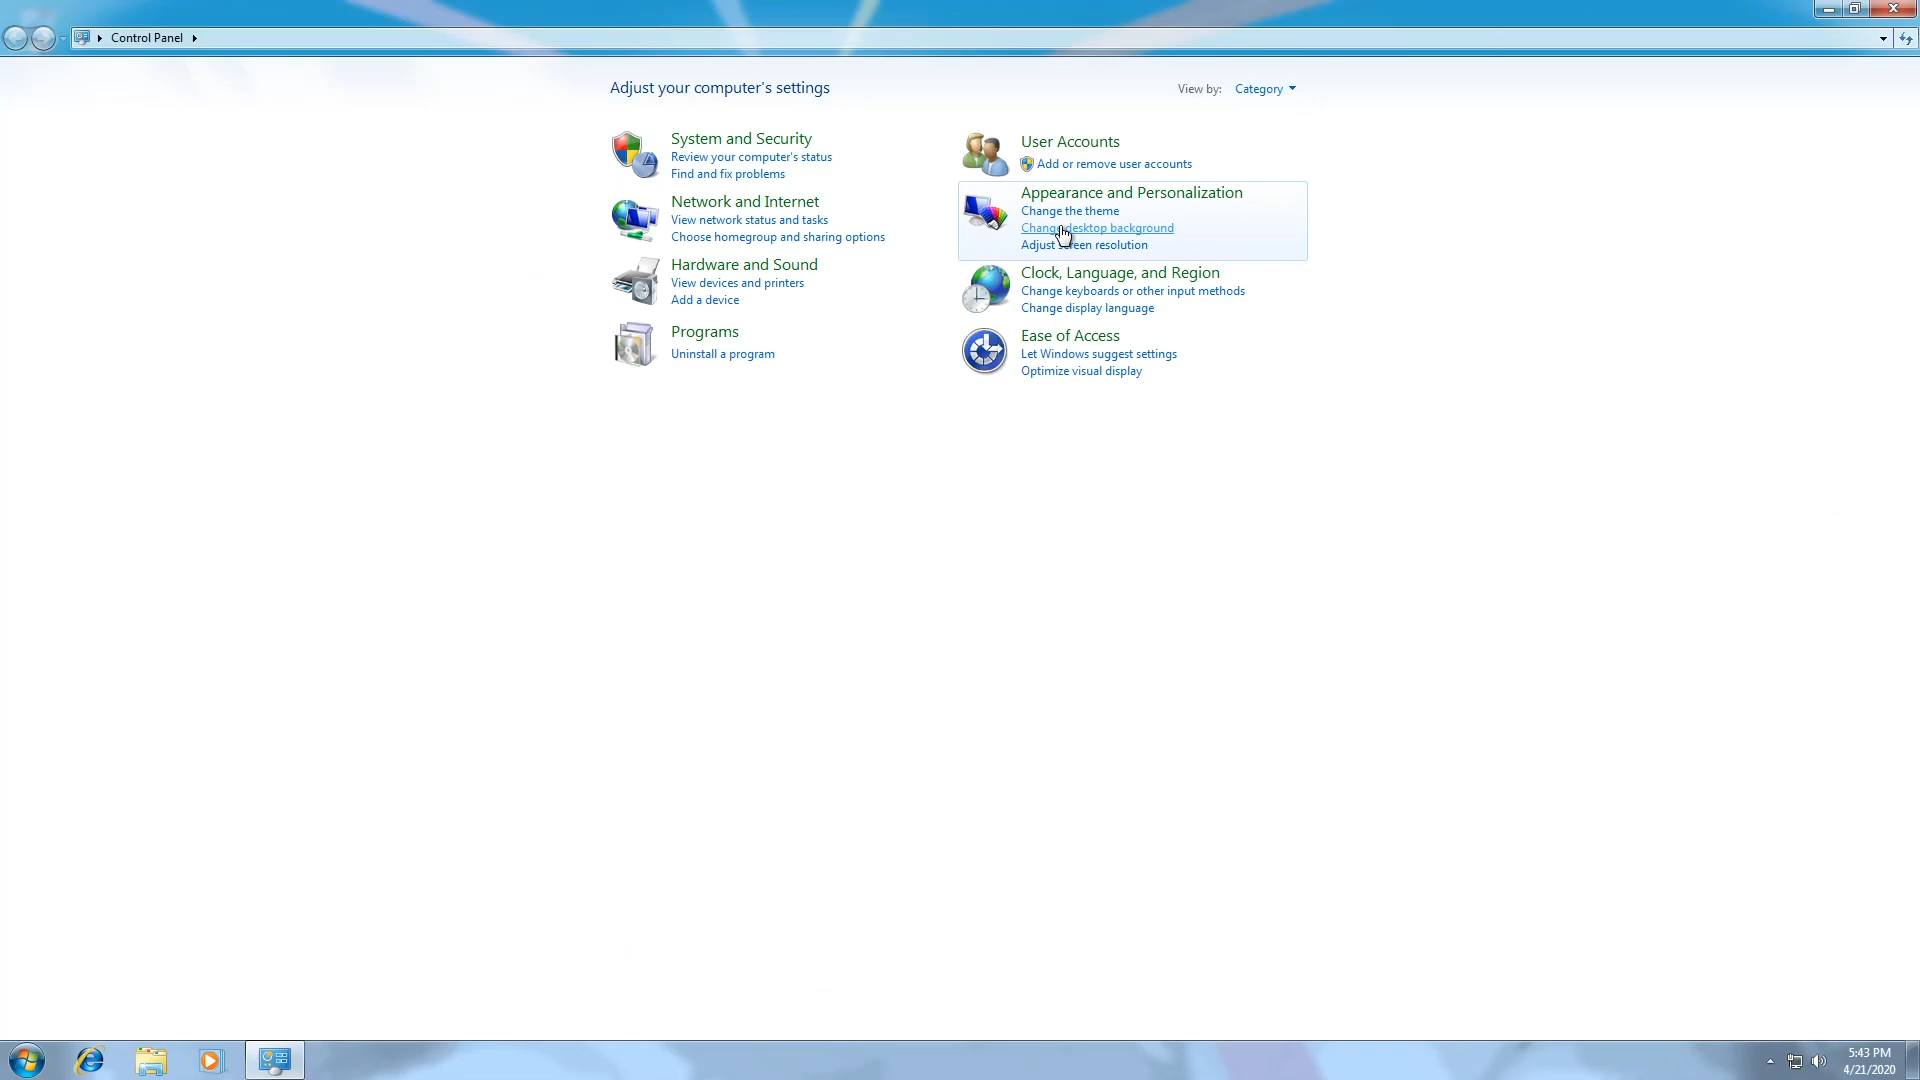 Control Panel
Adjust your computer's settings
View by: Category
System and Security
Review your computer's status
Find and fix problems
Network and Internet
View network status and tasks
Choose homegroup and sharing options
Hardware and Sound
View devices and printers
Add a device
Programs
Uninstall a program
User Accounts
Add or remove user accounts
Appearance and Personalization
Change the theme
Change desktop background
Adjust screen resolution
Clock, Language, and Region
Change keyboards or other input methods
Change display language
Ease of Access
Let Windows suggest settings
Optimize visual display
5:43 PM
4/21/2020